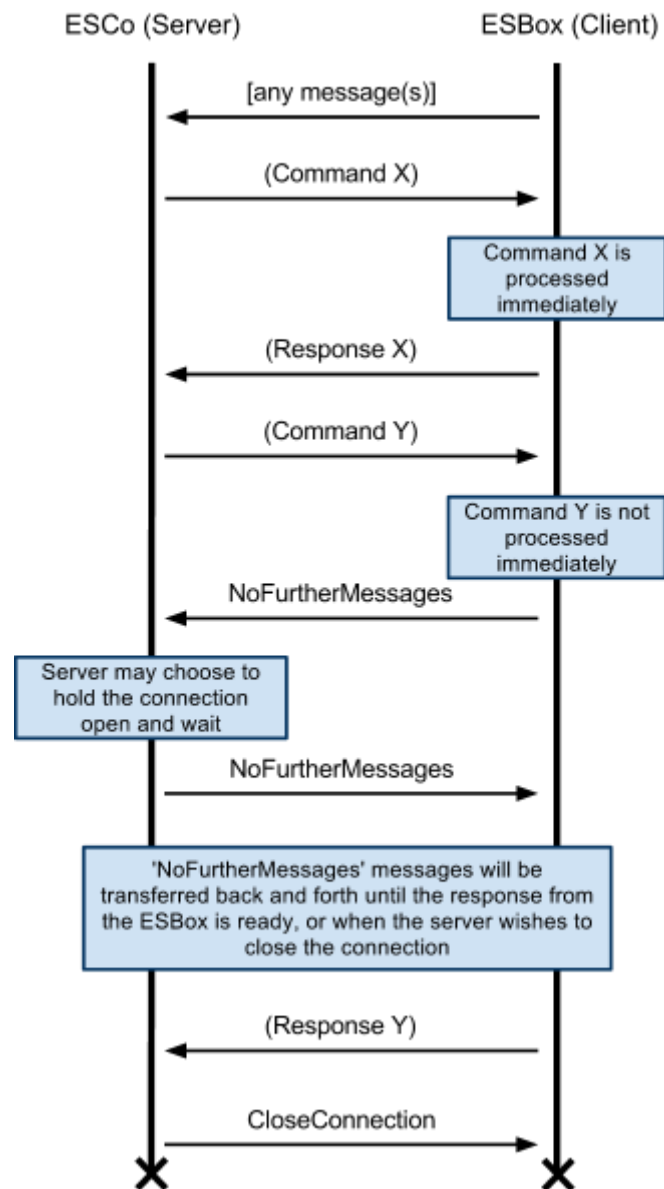 ESCo (Server)
ESBox (Client)
[any message(s)]
(Command X)
Command X is
processed
immediately
(Response X)
(Command Y)
Command Y is not
processed
immediately
NoFurtherMessages
Server may choose to
hold the connection
open and wait
NoFurtherMessages
'NoFurtherMessages' messages will be
transferred back and forth until the response from
the ESBox is ready, or when the server wishes to
close the connection
(Response Y)
CloseConnection